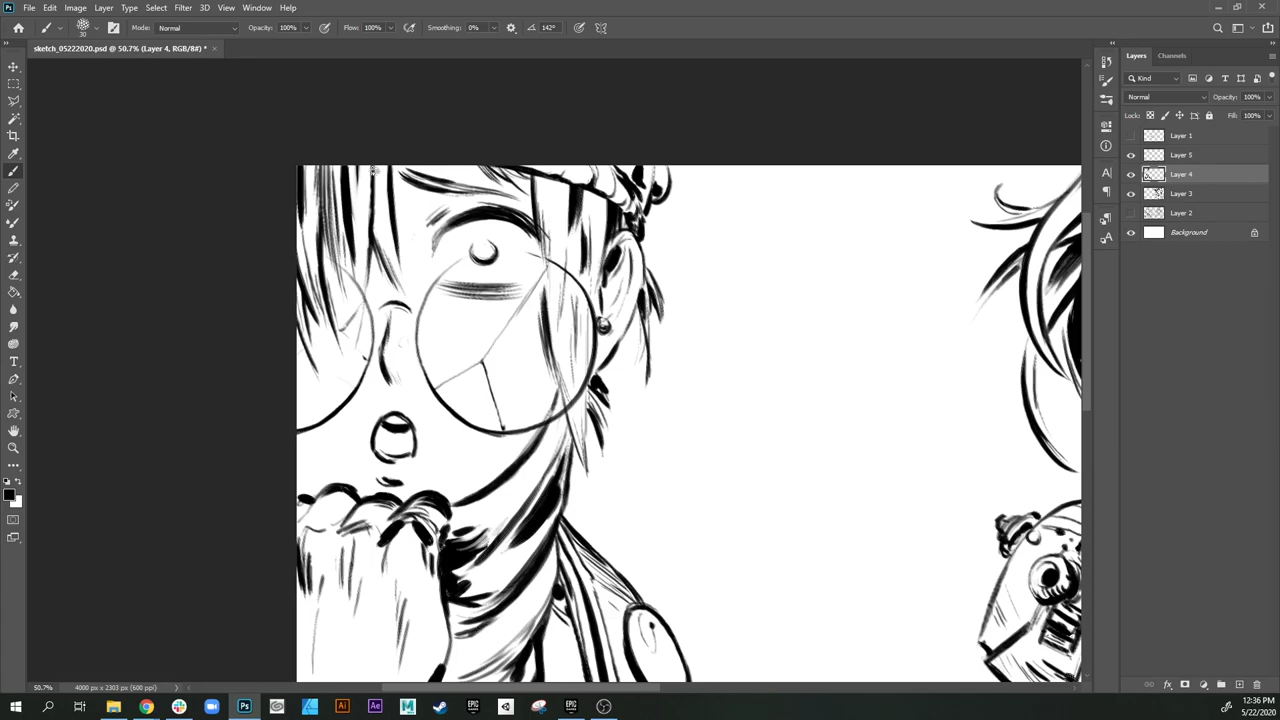 File Edit Image Layer Type Select Filter 3D View Window Help
30 Mode: Normal Opacity: 100% Flow: 100% Smoothing: 0% 142°
sketch_05222020.psd @ 50.7% (Layer 4, RGB/8#) * ×
Layers Channels
Kind
Normal Opacity: 100%
Lock: Fill: 100%
Layer 1
Layer 5
Layer 4
Layer 3
Layer 2
Background
50.7% 4000 px x 2303 px (600 ppi)
12:36 PM
5/22/2020